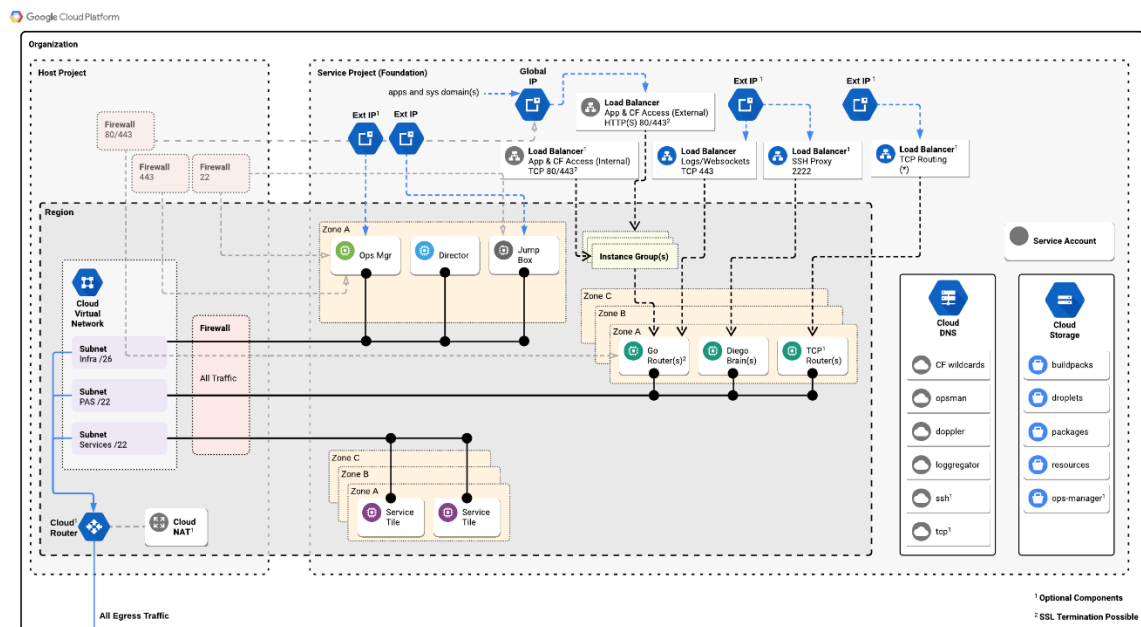 Google Cloud Platform
Organization
Host Project
Service Project (Foundation)
Global
IP
apps and sys domain(s)
Ext IP¹
Ext IP
Ext IP ¹
Ext IP ¹
Load Balancer
App & CF Access (External)
HTTP(S) 80/443²
Firewall
80/443
Firewall
443
Firewall
22
Load Balancer¹
App & CF Access (Internal)
TCP 80/443²
Load Balancer
Logs/Websockets
TCP 443
Load Balancer¹
SSH Proxy
2222
Load Balancer¹
TCP Routing
(*)
Region
Zone A
Ops Mgr
Director
Jump
Box
Instance Group(s)
Service Account
Cloud
Virtual
Network
Subnet
Infra /26
Subnet
PAS /22
Subnet
Services /22
Firewall
All Traffic
Zone C
Zone B
Zone A
Go
Router(s)²
Diego
Brain(s)
TCP¹
Router(s)
Cloud
DNS
CF wildcards
opsman
doppler
loggregator
ssh¹
tcp¹
Cloud
Storage
buildpacks
droplets
packages
resources
ops-manager¹
Zone C
Zone B
Zone A
Service
Tile
Service
Tile
Cloud¹
Router
Cloud
NAT¹
All Egress Traffic
¹ Optional Components
² SSL Termination Possible